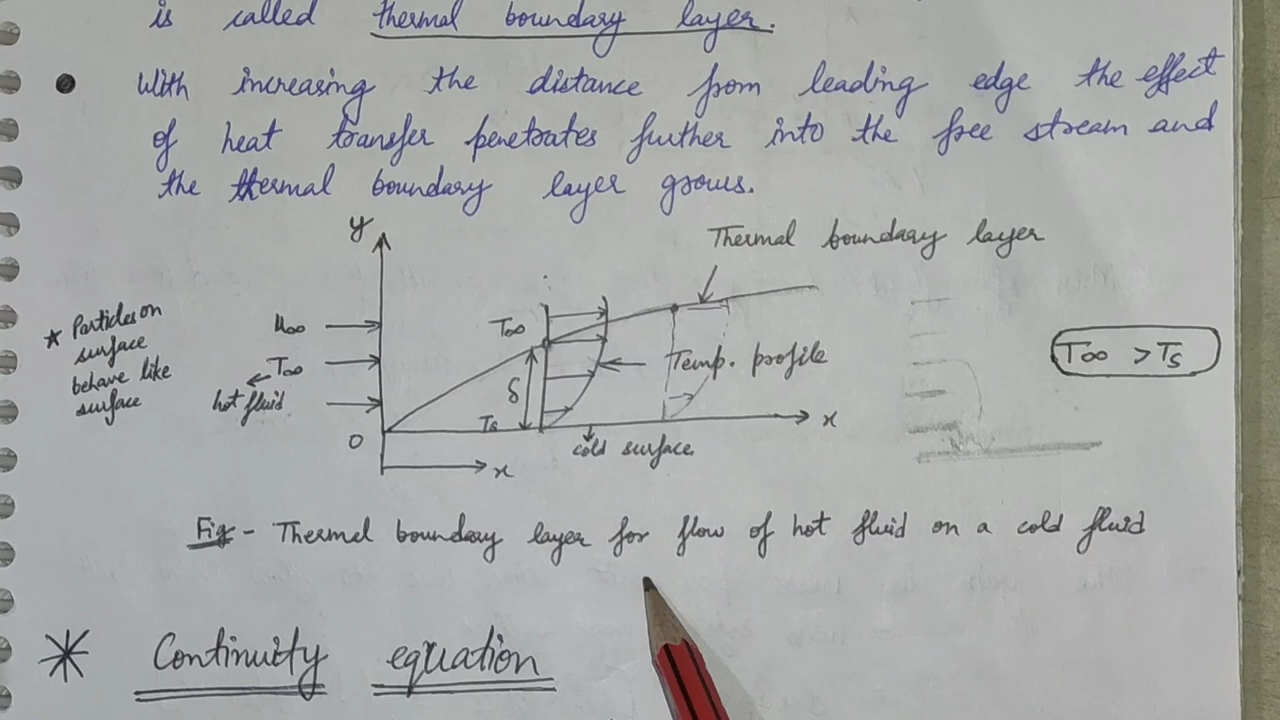 is called thermal boundary layer.
With increasing the distance from leading edge the effect
of heat transfer penetrates further into the free stream and
the thermal boundary layer grows.
y
Thermal boundary layer
* Particles on
surface
behave like
surface
U∞
T∞
hot fluid
T∞
δ
Ts
Temp. profile
T∞ > Ts
x
0
cold surface
x
Fig - Thermal boundary layer for flow of hot fluid on a cold fluid
* Continuity equation